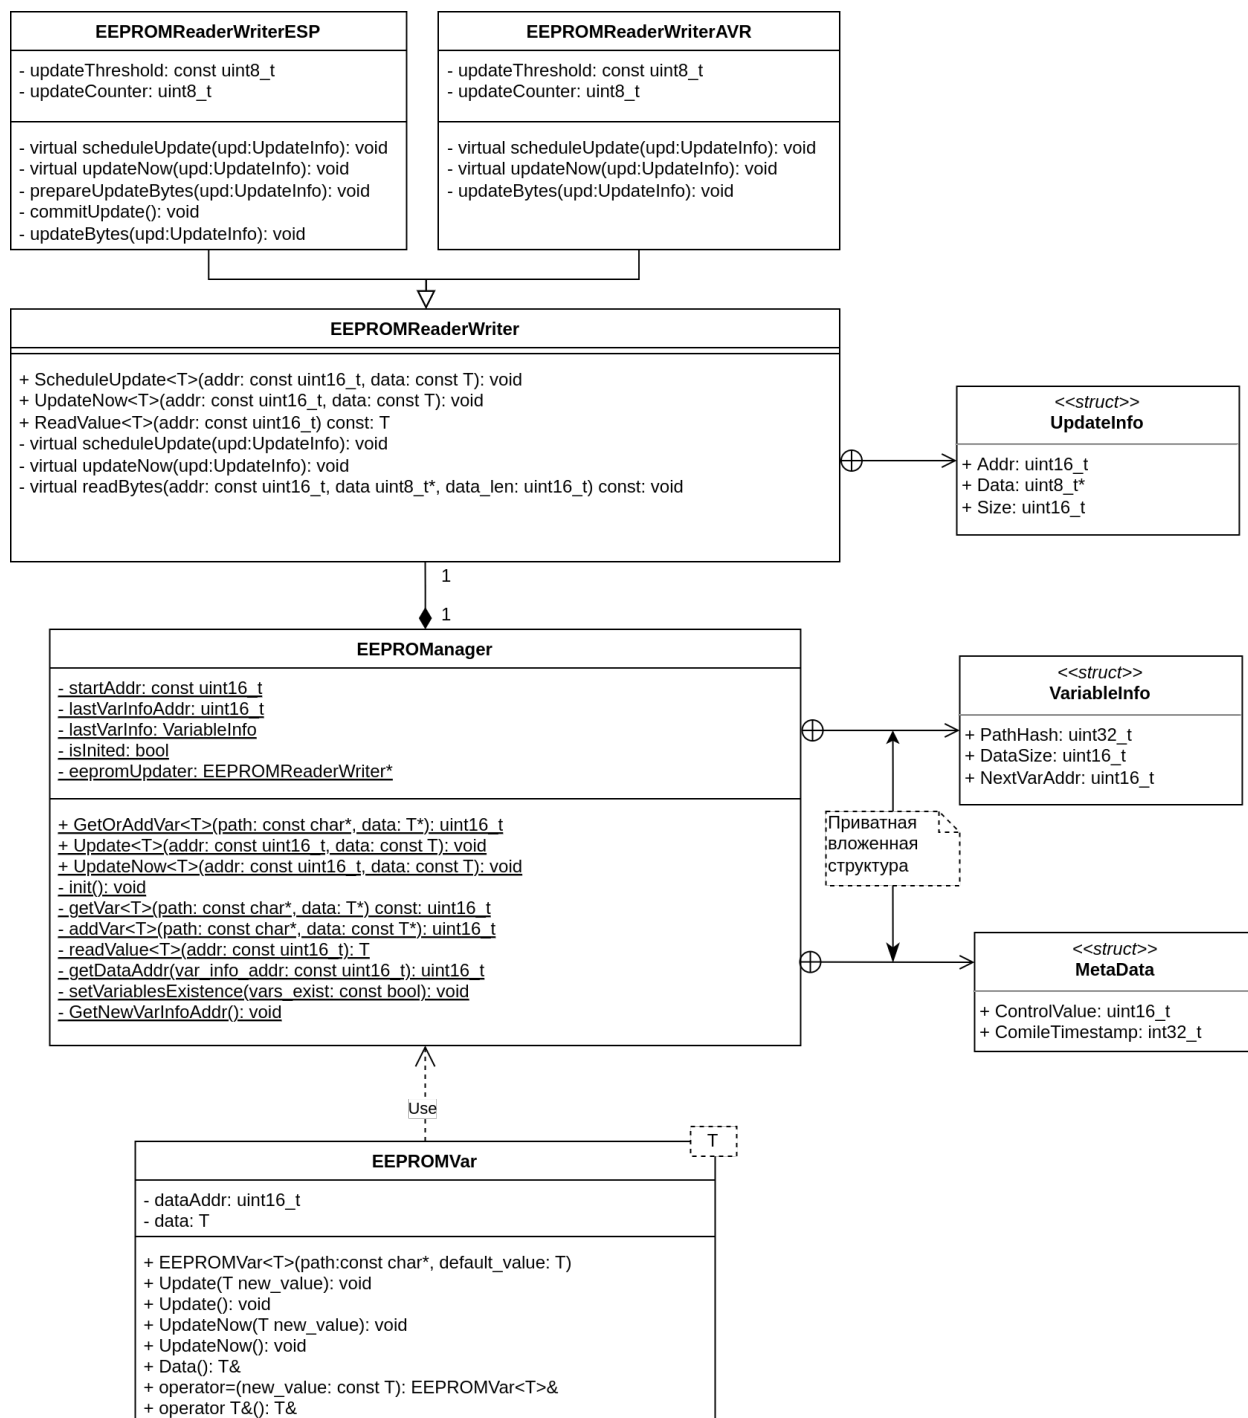 EEPROMReaderWriterESP
- updateThreshold: const uint8_t
- updateCounter: uint8_t
- virtual scheduleUpdate(upd:UpdateInfo): void
- virtual updateNow(upd:UpdateInfo): void
- prepareUpdateBytes(upd:UpdateInfo): void
- commitUpdate(): void
- updateBytes(upd:UpdateInfo): void
EEPROMReaderWriterAVR
- updateThreshold: const uint8_t
- updateCounter: uint8_t
- virtual scheduleUpdate(upd:UpdateInfo): void
- virtual updateNow(upd:UpdateInfo): void
- updateBytes(upd:UpdateInfo): void
EEPROMReaderWriter
+ ScheduleUpdate<T>(addr: const uint16_t, data: const T): void
+ UpdateNow<T>(addr: const uint16_t, data: const T): void
+ ReadValue<T>(addr: const uint16_t) const: T
- virtual scheduleUpdate(upd:UpdateInfo): void
- virtual updateNow(upd:UpdateInfo): void
- virtual readBytes(addr: const uint16_t, data uint8_t*, data_len: uint16_t) const: void
<<struct>>
UpdateInfo
+ Addr: uint16_t
+ Data: uint8_t*
+ Size: uint16_t
1
1
EEPROManager
- startAddr: const uint16_t
- lastVarInfoAddr: uint16_t
- lastVarInfo: VariableInfo
- isInited: bool
- eepromUpdater: EEPROMReaderWriter*
+ GetOrAddVar<T>(path: const char*, data: T*): uint16_t
+ Update<T>(addr: const uint16_t, data: const T): void
+ UpdateNow<T>(addr: const uint16_t, data: const T): void
- init(): void
- getVar<T>(path: const char*, data: T*) const: uint16_t
- addVar<T>(path: const char*, data: const T*): uint16_t
- readValue<T>(addr: const uint16_t): T
- getDataAddr(var_info_addr: const uint16_t): uint16_t
- setVariablesExistence(vars_exist: const bool): void
- GetNewVarInfoAddr(): void
<<struct>>
VariableInfo
+ PathHash: uint32_t
+ DataSize: uint16_t
+ NextVarAddr: uint16_t
Приватная
вложенная
структура
<<struct>>
MetaData
+ ControlValue: uint16_t
+ ComileTimestamp: int32_t
Use
T
EEPROMVar
- dataAddr: uint16_t
- data: T
+ EEPROMVar<T>(path:const char*, default_value: T)
+ Update(T new_value): void
+ Update(): void
+ UpdateNow(T new_value): void
+ UpdateNow(): void
+ Data(): T&
+ operator=(new_value: const T): EEPROMVar<T>&
+ operator T&(): T&